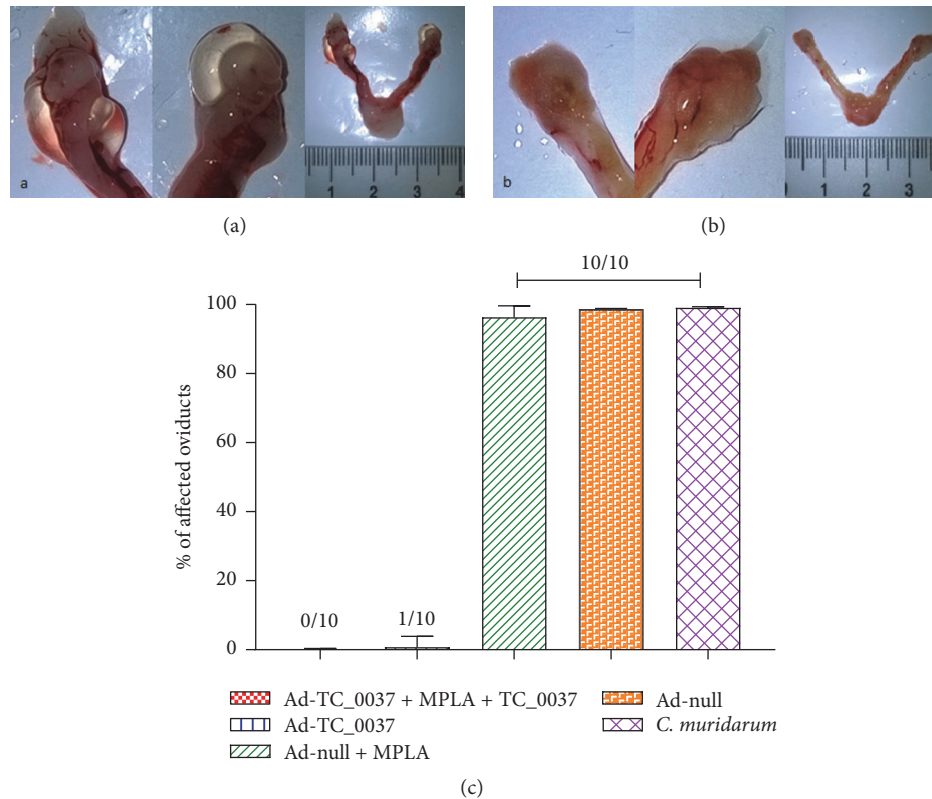 a
1 2 3 4
b
1 2 3
(a)
(b)
10/10
100
80
60
40
20
0
% of affected oviducts
0/10
1/10
Ad-TC_0037 + MPLA + TC_0037
Ad-TC_0037
Ad-null + MPLA
Ad-null
C. muridarum
(c)